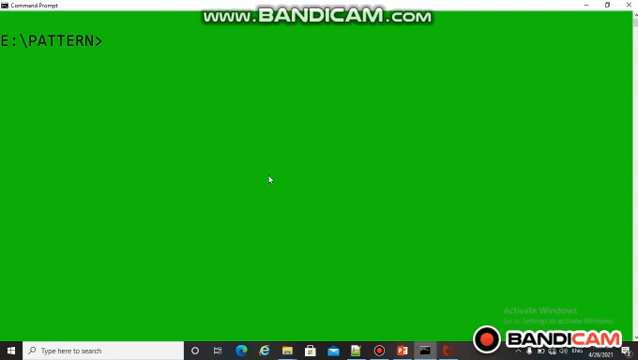 Command Prompt
WWW.BANDICAM.COM
E:\PATTERN>
Activate Windows
Go to Settings to activate Windows.
Type here to search
ENG
4/26/2021
BANDICAM